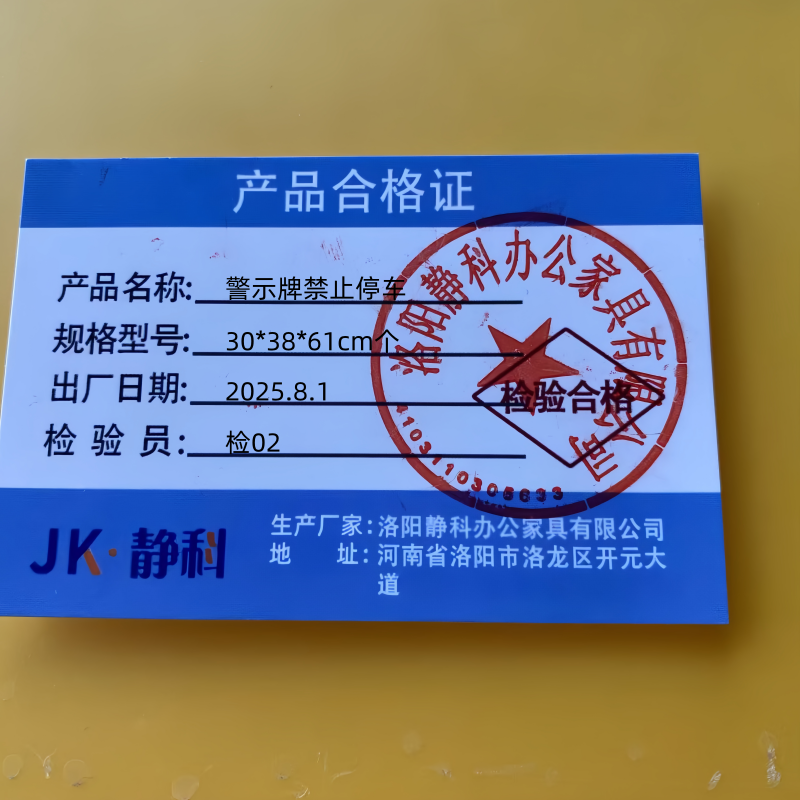 产品合格证
产品名称: 警示牌禁止停车
规格型号: 30*38*61cm个
出厂日期: 2025.8.1
检验员: 检02
洛阳静科办公家具有限公司
检验合格
4103110305633
JK·静科
生产厂家:洛阳静科办公家具有限公司
地 址:河南省洛阳市洛龙区开元大
道